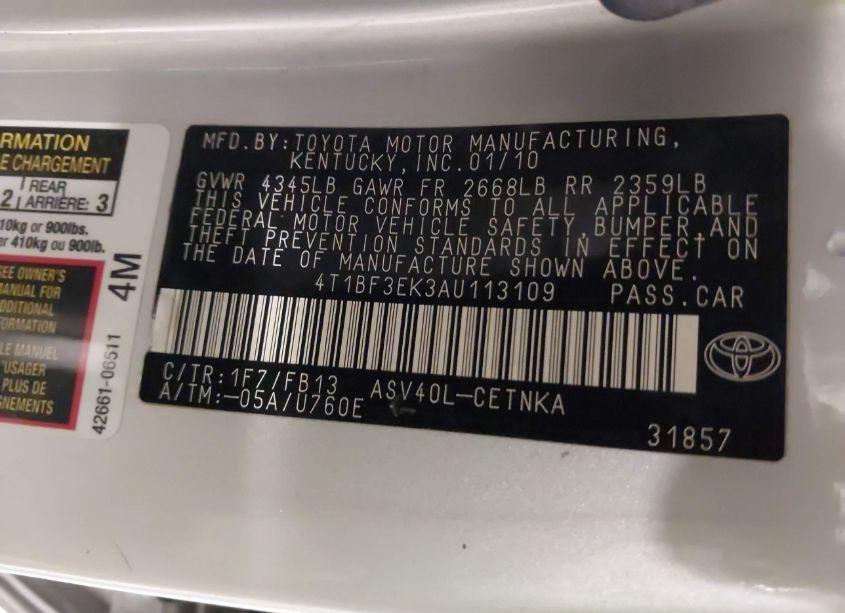 RMATION
E CHARGEMENT
2 REAR
ARRIÈRE: 3
10kg or 900lbs.
er 410kg ou 900lb.
SEE OWNER'S
MANUAL FOR
ADDITIONAL
FORMATION
LE MANUEL
'USAGER
PLUS DE
GNEMENTS
4M
42661-06511
MFD.BY:TOYOTA MOTOR MANUFACTURING,
KENTUCKY,INC.01/10
GVWR 4345LB GAWR FR 2668LB RR 2359LB
THIS VEHICLE CONFORMS TO ALL APPLICABLE
FEDERAL MOTOR VEHICLE SAFETY,BUMPER,AND
THEFT PREVENTION STANDARDS IN EFFECT ON
THE DATE OF MANUFACTURE SHOWN ABOVE.
4T1BF3EK3AU113109 PASS.CAR
C/TR:1F7/FB13 ASV40L-CETNKA
A/TM:-05A/U760E
31857